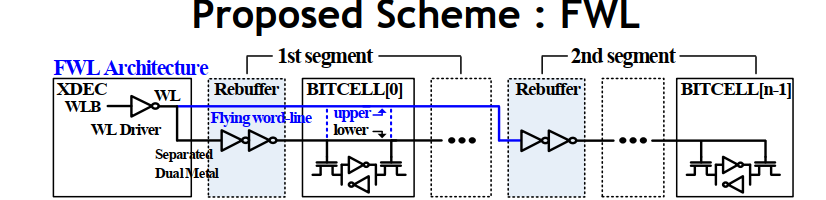 Proposed Scheme : FWL
1st segment
2nd segment
FWL Architecture
XDEC
Rebuffer
BITCELL[0]
Rebuffer
BITCELL[n-1]
WLB
WL
Flying word-line
upper
WL Driver
lower
Separated
Dual Metal